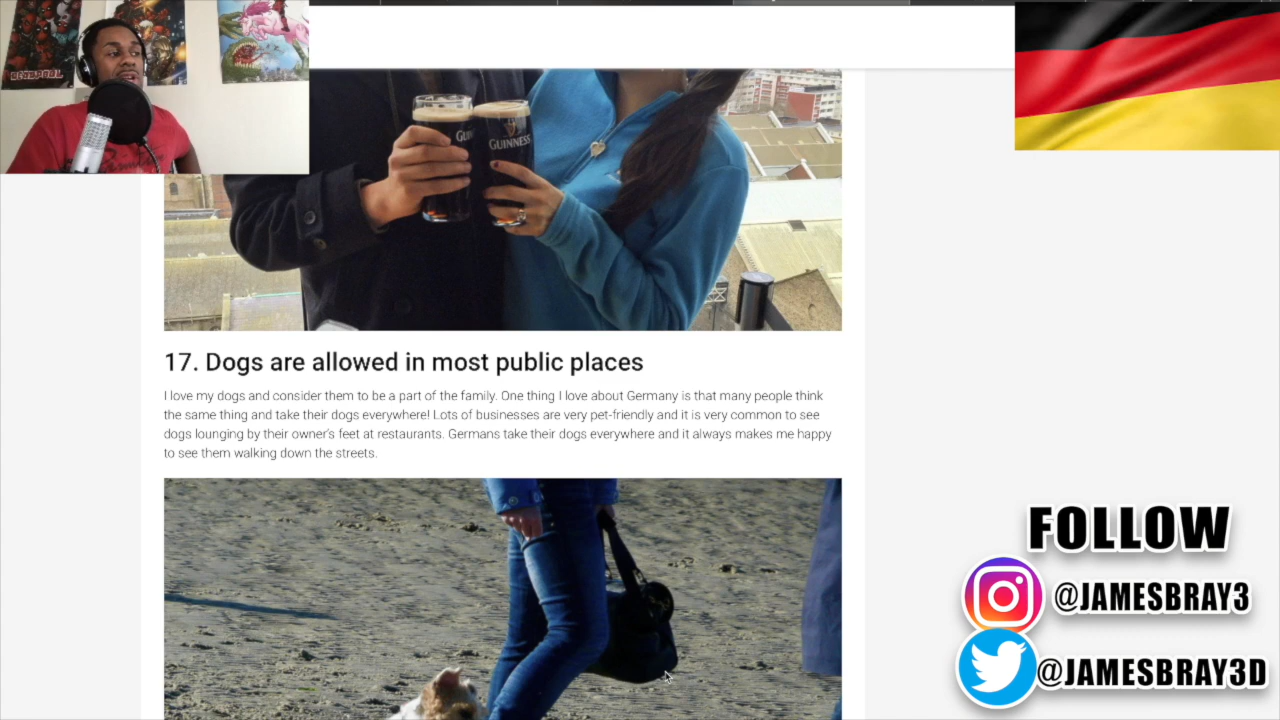 DEADPOOL
GUINNESS
17. Dogs are allowed in most public places
I love my dogs and consider them to be a part of the family. One thing I love about Germany is that many people think
the same thing and take their dogs everywhere! Lots of businesses are very pet-friendly and it is very common to see
dogs lounging by their owner's feet at restaurants. Germans take their dogs everywhere and it always makes me happy
to see them walking down the streets.
FOLLOW
@JAMESBRAY3
@JAMESBRAY3D